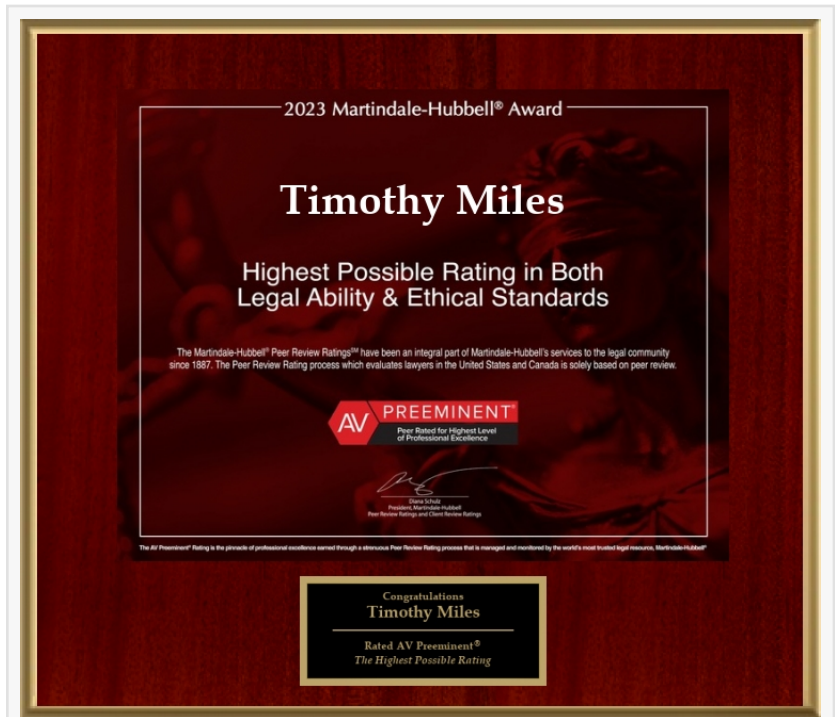 2023 Martindale-Hubbell® Award
Timothy Miles
Highest Possible Rating in Both
Legal Ability & Ethical Standards
The Martindale-Hubbell® Peer Review Ratings℠ have been an integral part of Martindale-Hubbell's services to the legal community
since 1887. The Peer Review Rating process which evaluates lawyers in the United States and Canada is solely based on peer review.
AV PREEMINENT®
Peer Rated for Highest Level
of Professional Excellence
Diana Schulz
President, Martindale-Hubbell
Peer Review Ratings and Client Review Ratings
The AV Preeminent® Rating is the pinnacle of professional excellence earned through a strenuous Peer Review Rating process that is managed and monitored by the world's most trusted legal resource, Martindale-Hubbell®
Congratulations
Timothy Miles
Rated AV Preeminent®
The Highest Possible Rating